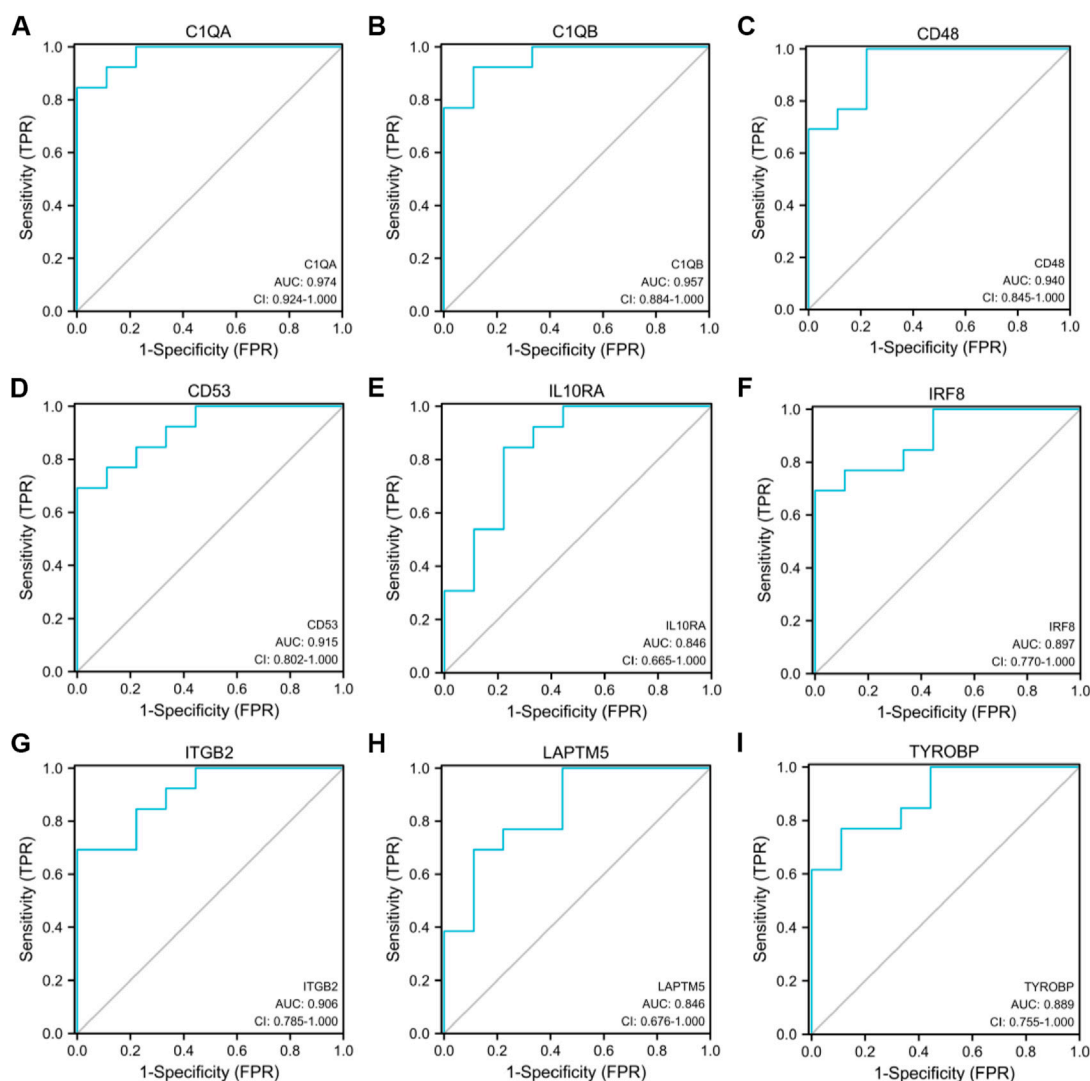 A
C1QA
Sensitivity (TPR)
1.0
0.8
0.6
0.4
0.2
0.0
C1QA
AUC: 0.974
CI: 0.924-1.000
0.0 0.2 0.4 0.6 0.8 1.0
1-Specificity (FPR)
B
C1QB
Sensitivity (TPR)
1.0
0.8
0.6
0.4
0.2
0.0
C1QB
AUC: 0.957
CI: 0.884-1.000
0.0 0.2 0.4 0.6 0.8 1.0
1-Specificity (FPR)
C
CD48
Sensitivity (TPR)
1.0
0.8
0.6
0.4
0.2
0.0
CD48
AUC: 0.940
CI: 0.845-1.000
0.0 0.2 0.4 0.6 0.8 1.0
1-Specificity (FPR)
D
CD53
Sensitivity (TPR)
1.0
0.8
0.6
0.4
0.2
0.0
CD53
AUC: 0.915
CI: 0.802-1.000
0.0 0.2 0.4 0.6 0.8 1.0
1-Specificity (FPR)
E
IL10RA
Sensitivity (TPR)
1.0
0.8
0.6
0.4
0.2
0.0
IL10RA
AUC: 0.846
CI: 0.665-1.000
0.0 0.2 0.4 0.6 0.8 1.0
1-Specificity (FPR)
F
IRF8
Sensitivity (TPR)
1.0
0.8
0.6
0.4
0.2
0.0
IRF8
AUC: 0.897
CI: 0.770-1.000
0.0 0.2 0.4 0.6 0.8 1.0
1-Specificity (FPR)
G
ITGB2
Sensitivity (TPR)
1.0
0.8
0.6
0.4
0.2
0.0
ITGB2
AUC: 0.906
CI: 0.785-1.000
0.0 0.2 0.4 0.6 0.8 1.0
1-Specificity (FPR)
H
LAPTM5
Sensitivity (TPR)
1.0
0.8
0.6
0.4
0.2
0.0
LAPTM5
AUC: 0.846
CI: 0.676-1.000
0.0 0.2 0.4 0.6 0.8 1.0
1-Specificity (FPR)
I
TYROBP
Sensitivity (TPR)
1.0
0.8
0.6
0.4
0.2
0.0
TYROBP
AUC: 0.889
CI: 0.755-1.000
0.0 0.2 0.4 0.6 0.8 1.0
1-Specificity (FPR)